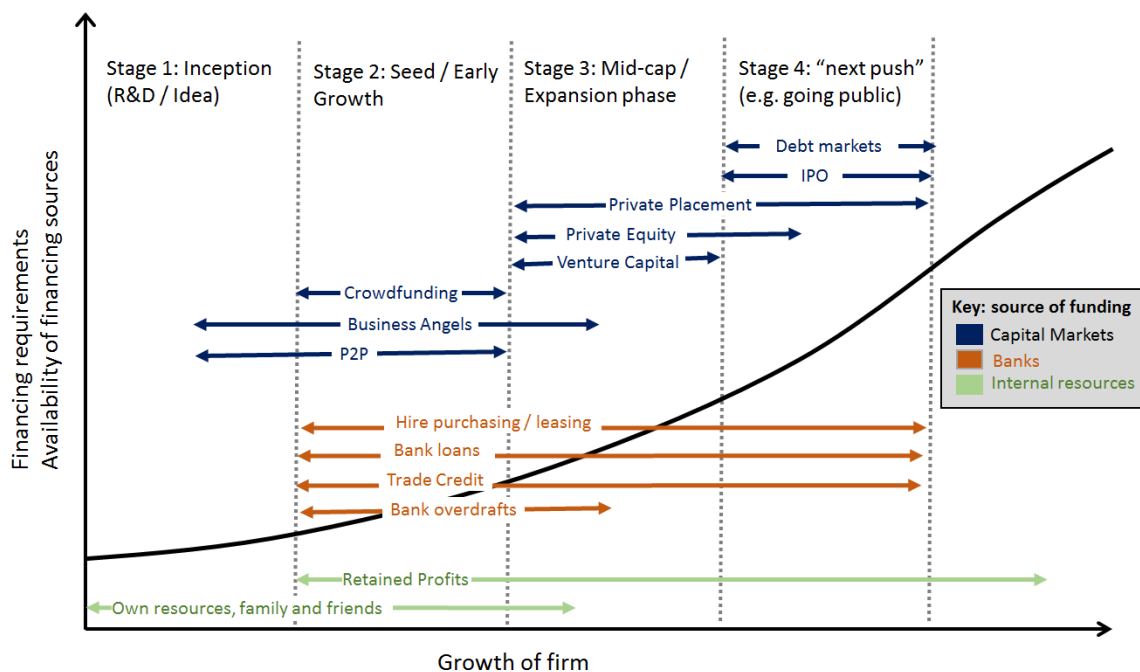 Stage 1: Inception
(R&D / Idea)
Stage 2: Seed / Early
Growth
Stage 3: Mid-cap /
Expansion phase
Stage 4: “next push”
(e.g. going public)
Debt markets
IPO
Private Placement
Private Equity
Venture Capital
Crowdfunding
Business Angels
P2P
Hire purchasing / leasing
Bank loans
Trade Credit
Bank overdrafts
Retained Profits
Own resources, family and friends
Key: source of funding
Capital Markets
Banks
Internal resources
Financing requirements
Availability of financing sources
Growth of firm